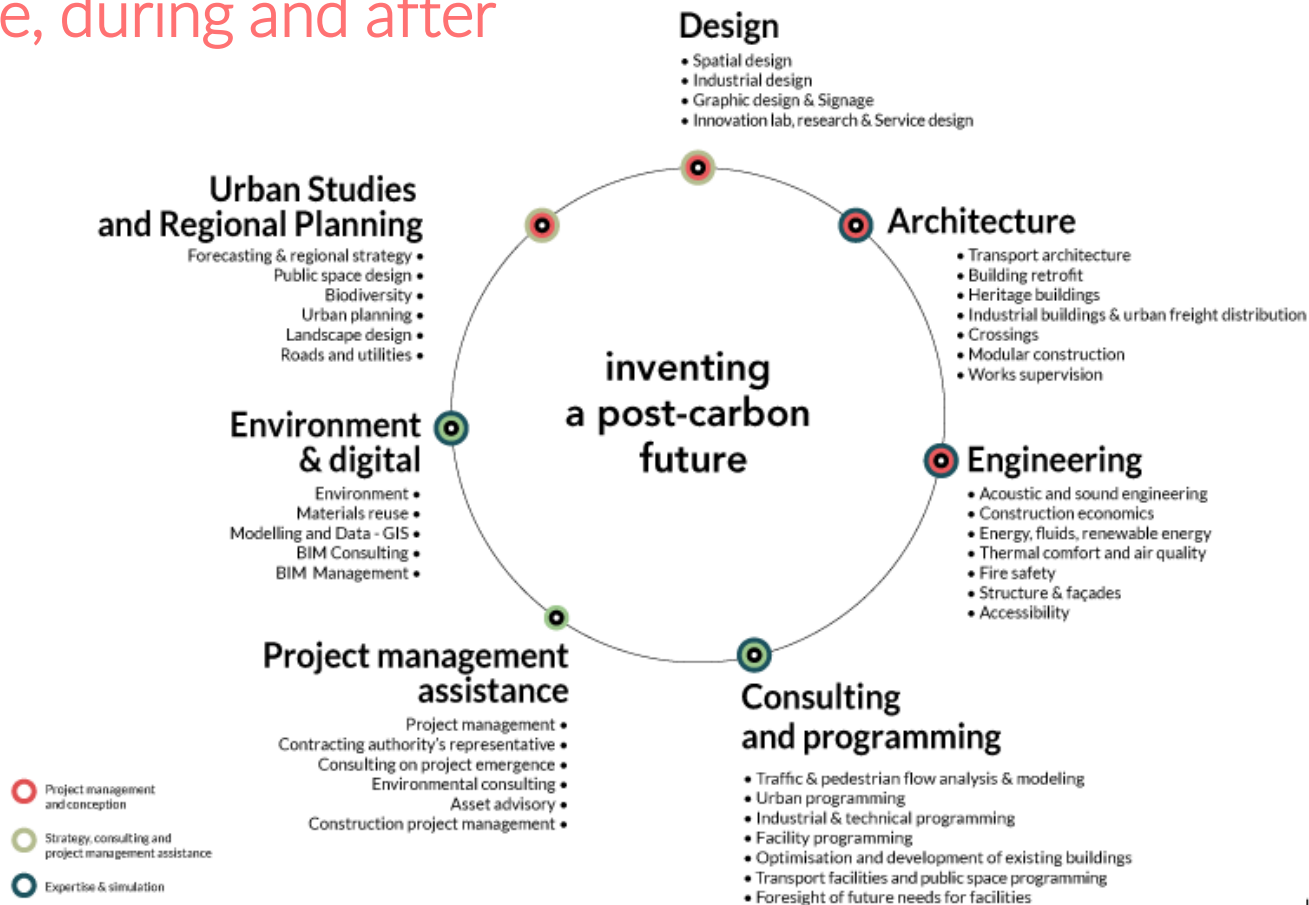 e, during and after
Design
• Spatial design
• Industrial design
• Graphic design & Signage
• Innovation lab, research & Service design
Urban Studies
and Regional Planning
Forecasting & regional strategy •
Public space design •
Biodiversity •
Urban planning •
Landscape design •
Roads and utilities •
Architecture
• Transport architecture
• Building retrofit
• Heritage buildings
• Industrial buildings & urban freight distribution
• Crossings
• Modular construction
• Works supervision
inventing
a post-carbon
future
Environment
& digital
Environment •
Materials reuse •
Modelling and Data - GIS •
BIM Consulting •
BIM Management •
Engineering
• Acoustic and sound engineering
• Construction economics
• Energy, fluids, renewable energy
• Thermal comfort and air quality
• Fire safety
• Structure & façades
• Accessibility
Project management
assistance
Project management •
Contracting authority's representative •
Consulting on project emergence •
Environmental consulting •
Asset advisory •
Construction project management •
Consulting
and programming
• Traffic & pedestrian flow analysis & modeling
• Urban programming
• Industrial & technical programming
• Facility programming
• Optimisation and development of existing buildings
• Transport facilities and public space programming
• Foresight of future needs for facilities
Project management
and conception
Strategy, consulting and
project management assistance
Expertise & simulation